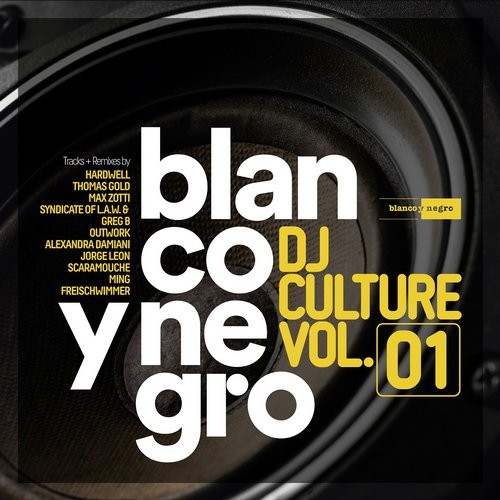 Tracks + Remixes by
HARDWELL
THOMAS GOLD
MAX ZOTTI
SYNDICATE OF L.A.W. &
GREG B
OUTWORK
ALEXANDRA DAMIANI
JORGE LEON
SCARAMOUCHE
MING
FREISCHWIMMER
blan
co
y ne
gro
blanco y negro
DJ
CULTURE
VOL.
01